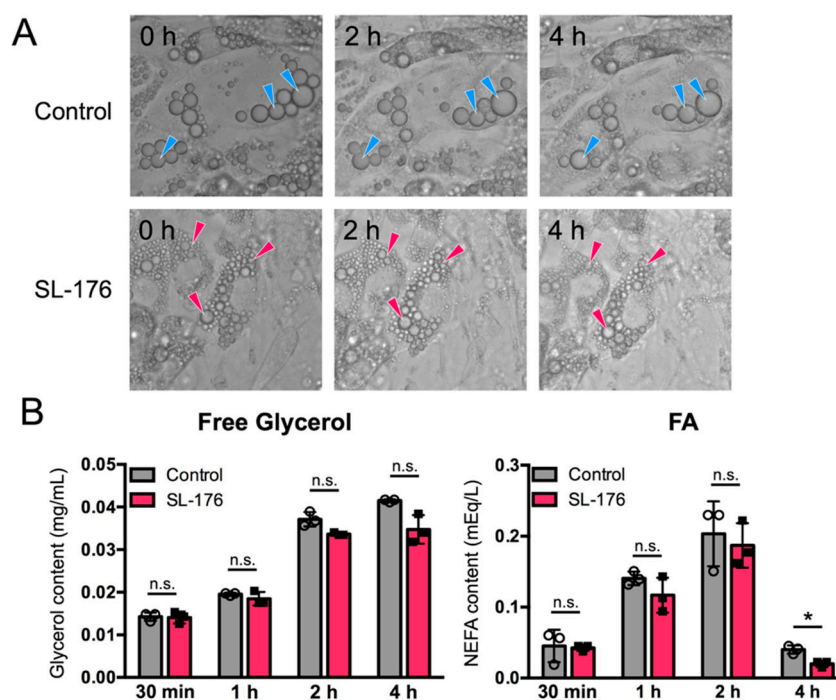 A
0 h
2 h
4 h
Control
0 h
2 h
4 h
SL-176
B
Free Glycerol
FA
Glycerol content (mg/mL)
0.05
0.04
0.03
0.02
0.01
0.00
Control
SL-176
n.s.
n.s.
n.s.
n.s.
30 min
1 h
2 h
4 h
NEFA content (mEq/L)
0.3
0.2
0.1
0.0
Control
SL-176
n.s.
n.s.
n.s.
*
30 min
1 h
2 h
4 h